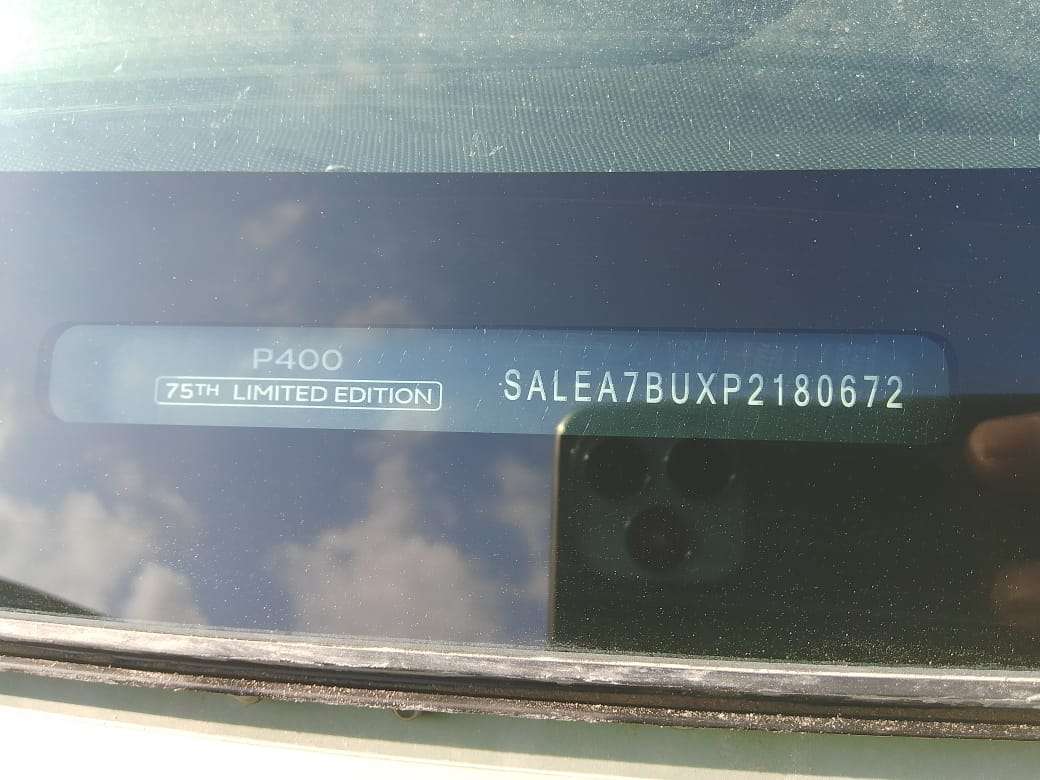 P400
75TH LIMITED EDITION
SALEA7BUXP2180672